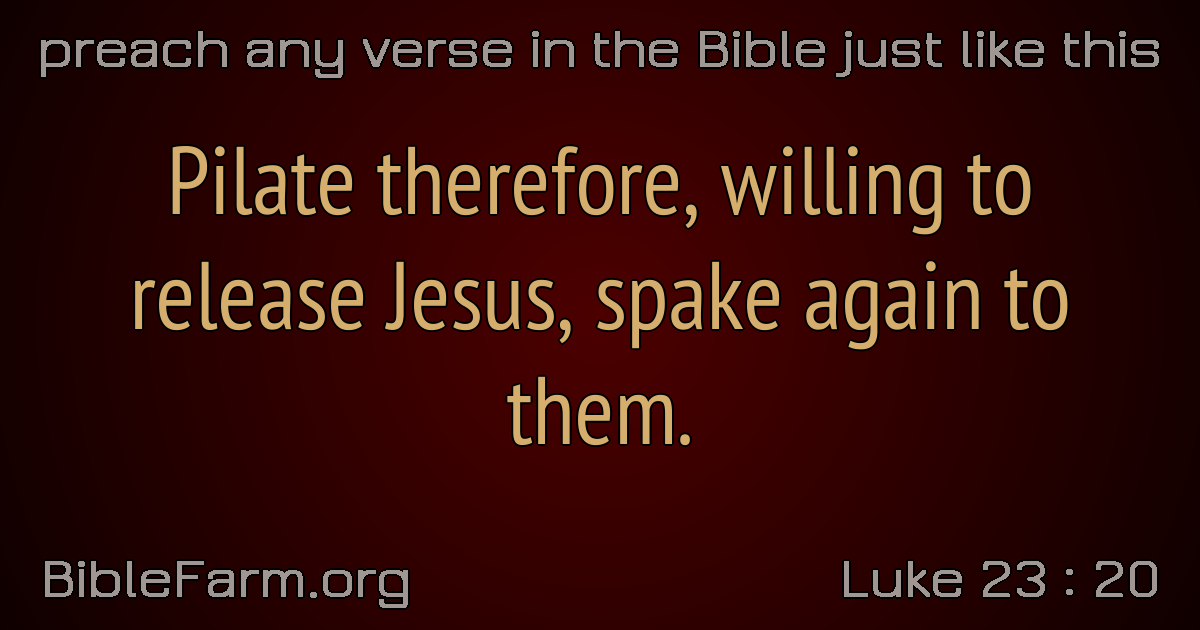 preach any verse in the Bible just like this
Pilate therefore, willing to
release Jesus, spake again to
them.
BibleFarm.org
Luke 23 : 20